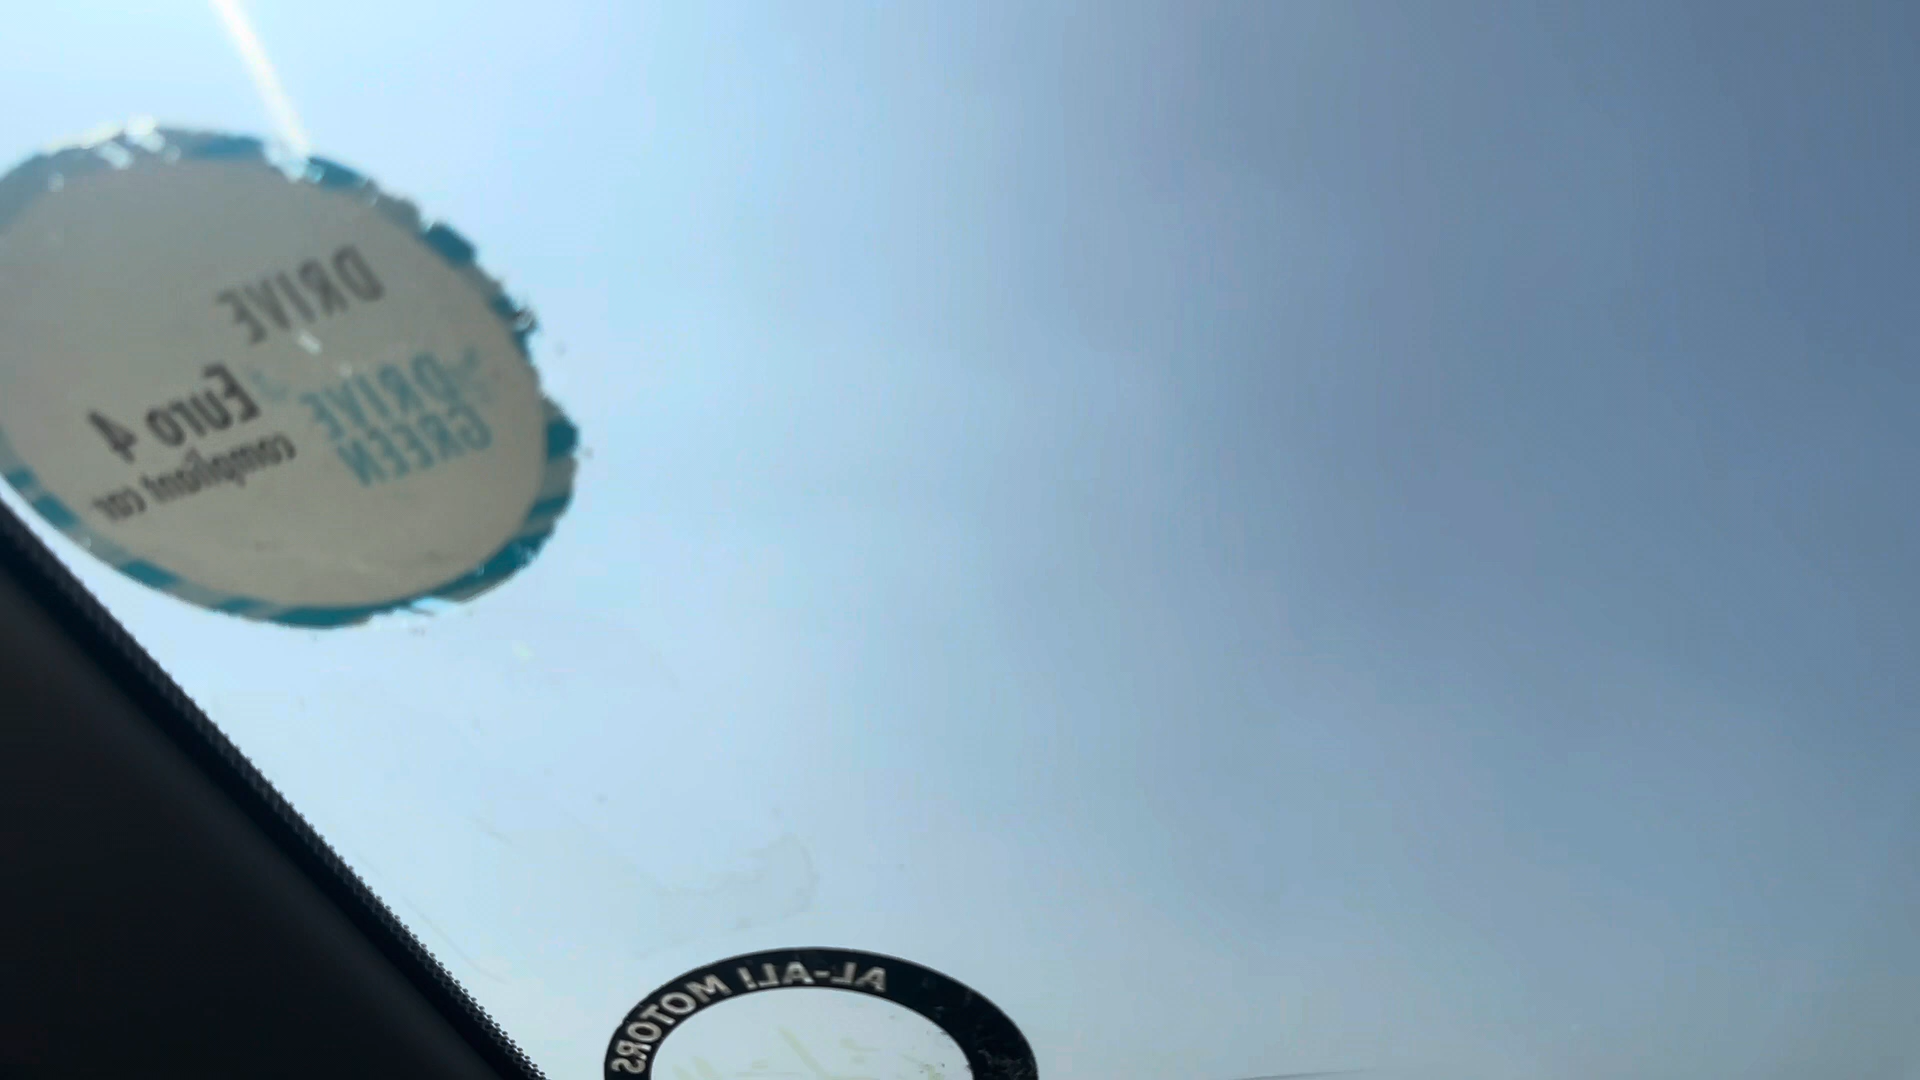 DRIVE
DRIVE
GREEN
Euro 4
compliant car
AL-ALI MOTORS